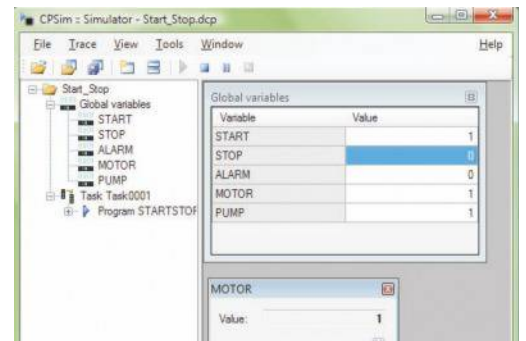 CPSim :: Simulator - Start_Stop.dcp
File Trace View Tools Window Help
Start_Stop
Global variables
START
STOP
ALARM
MOTOR
PUMP
Task Task0001
Program STARTSTOP
Global variables
Variable Value
START 1
STOP 0
ALARM 0
MOTOR 1
PUMP 1
MOTOR
Value: 1